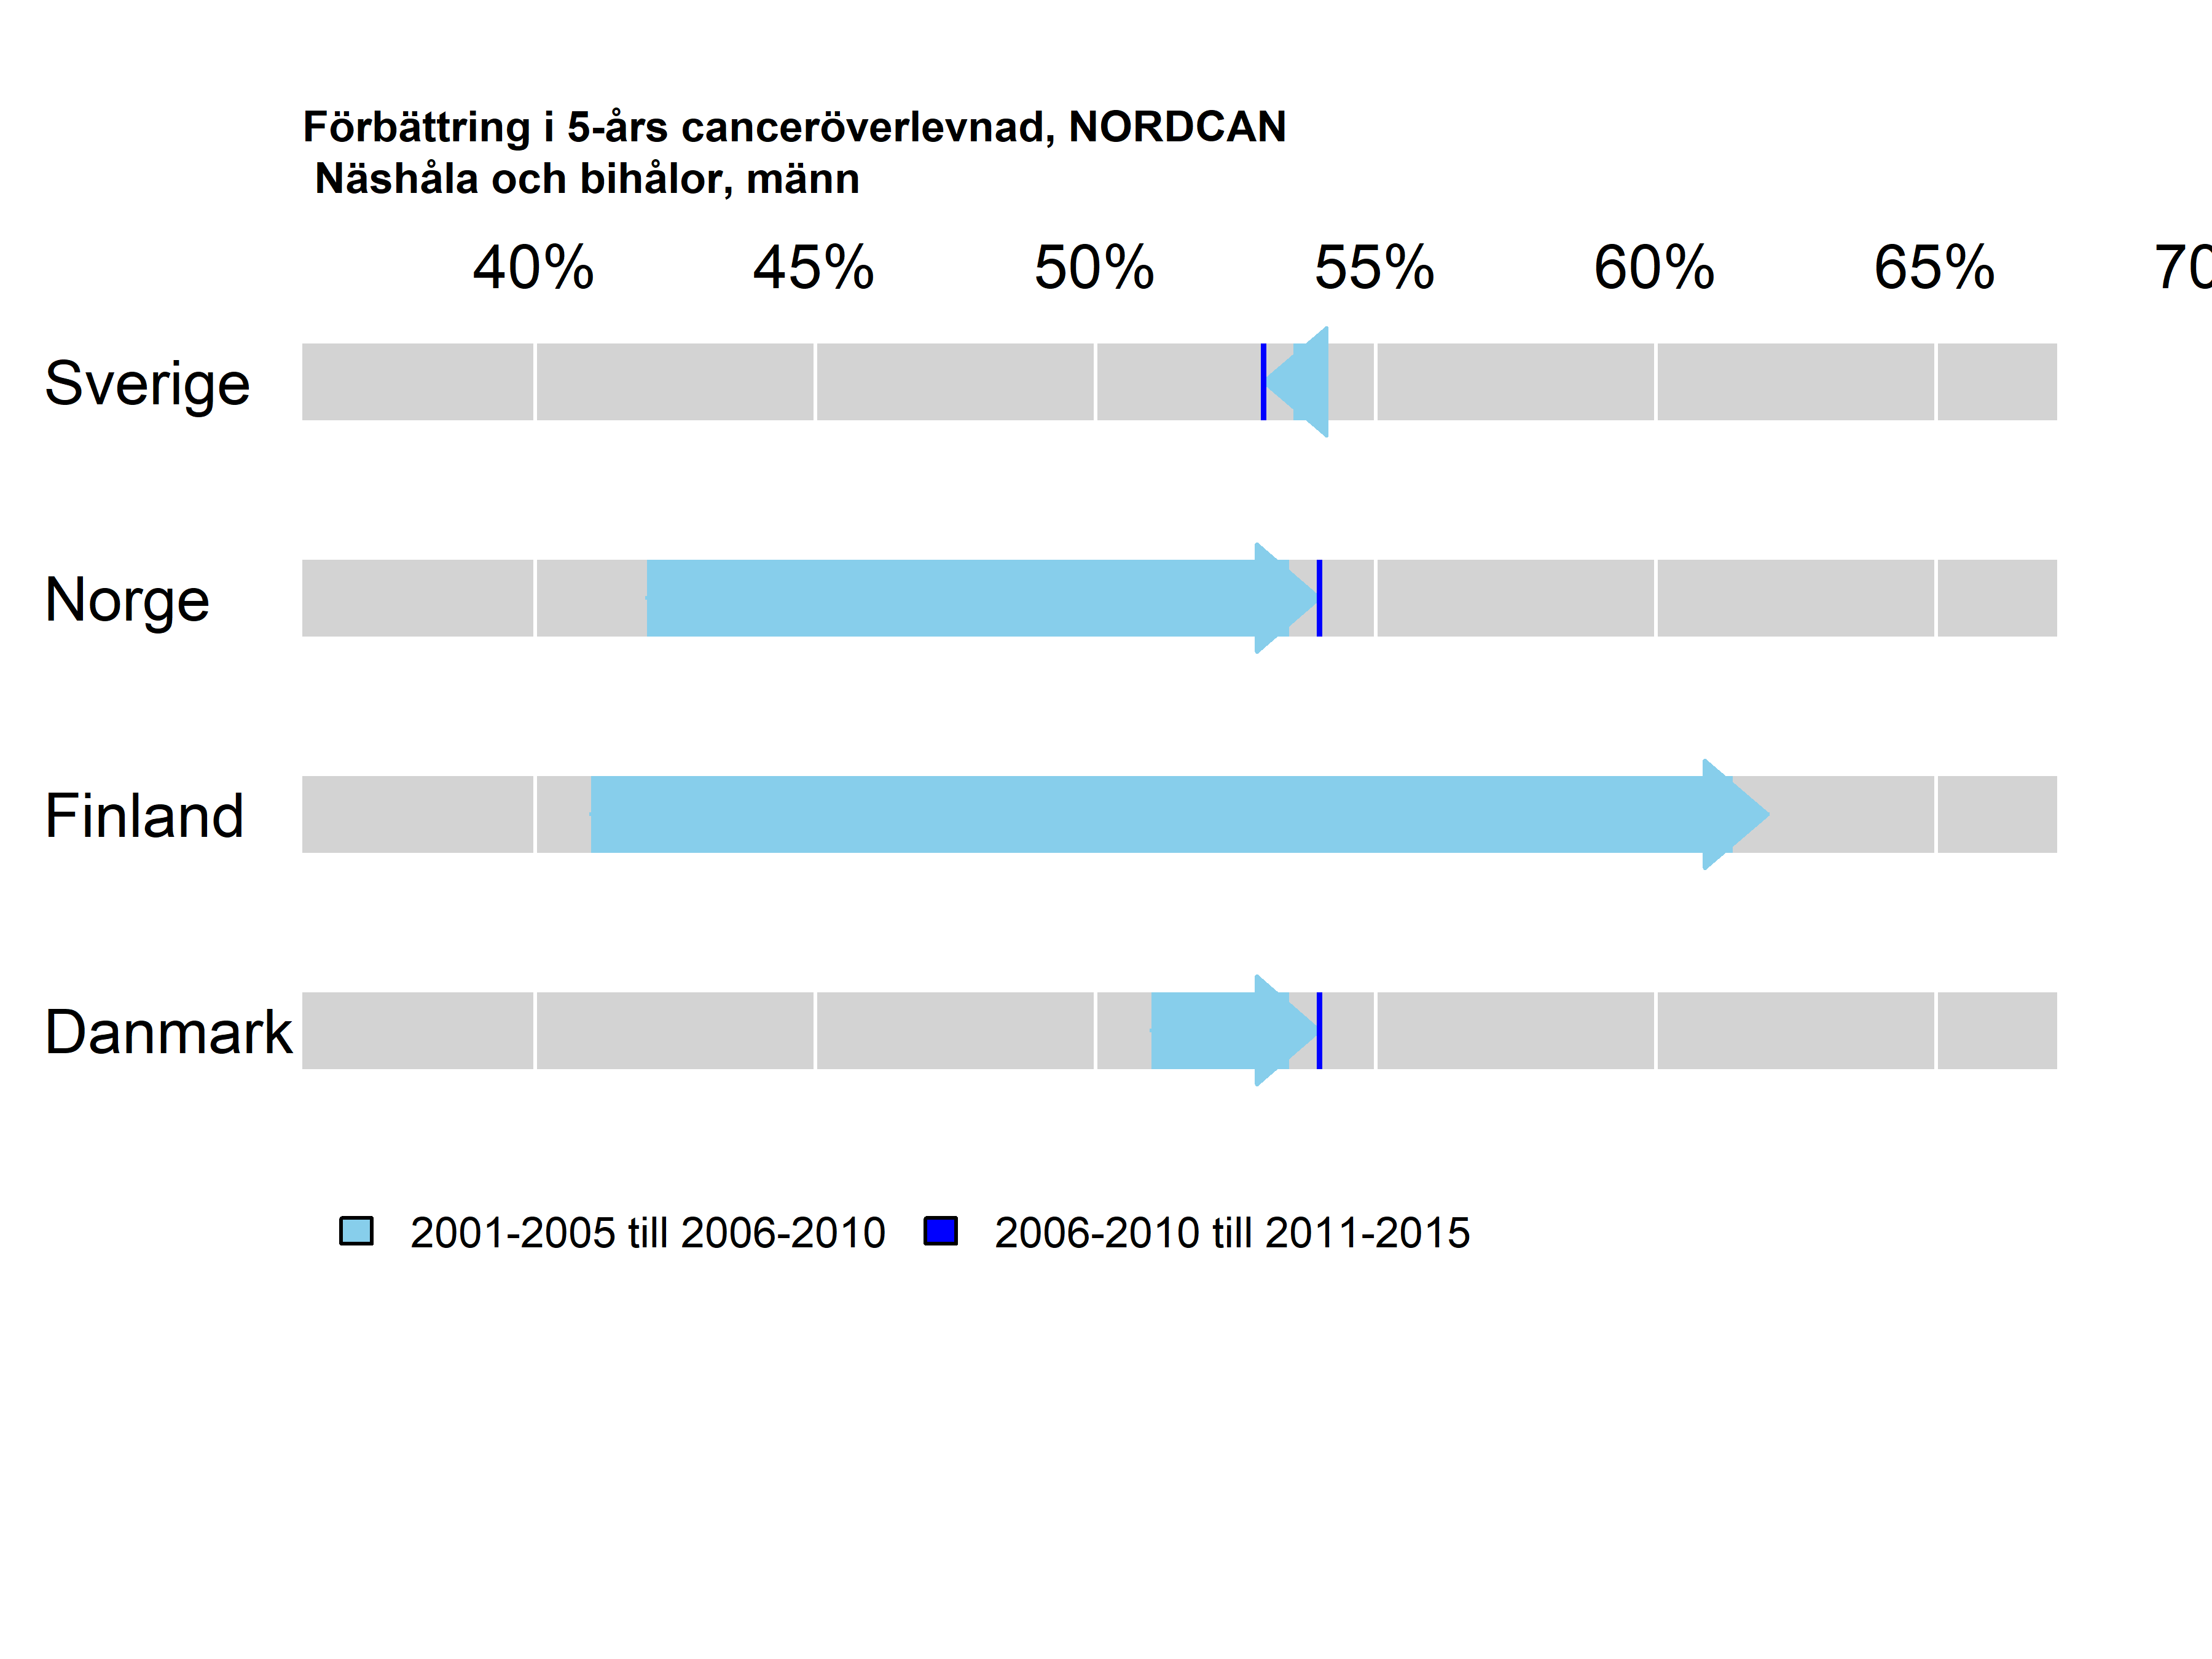 Förbättring i 5-års canceröverlevnad, NORDCAN
Näshåla och bihålor, männ
40% 45% 50% 55% 60% 65% 70
Sverige
Norge
Finland
Danmark
2001-2005 till 2006-2010 2006-2010 till 2011-2015